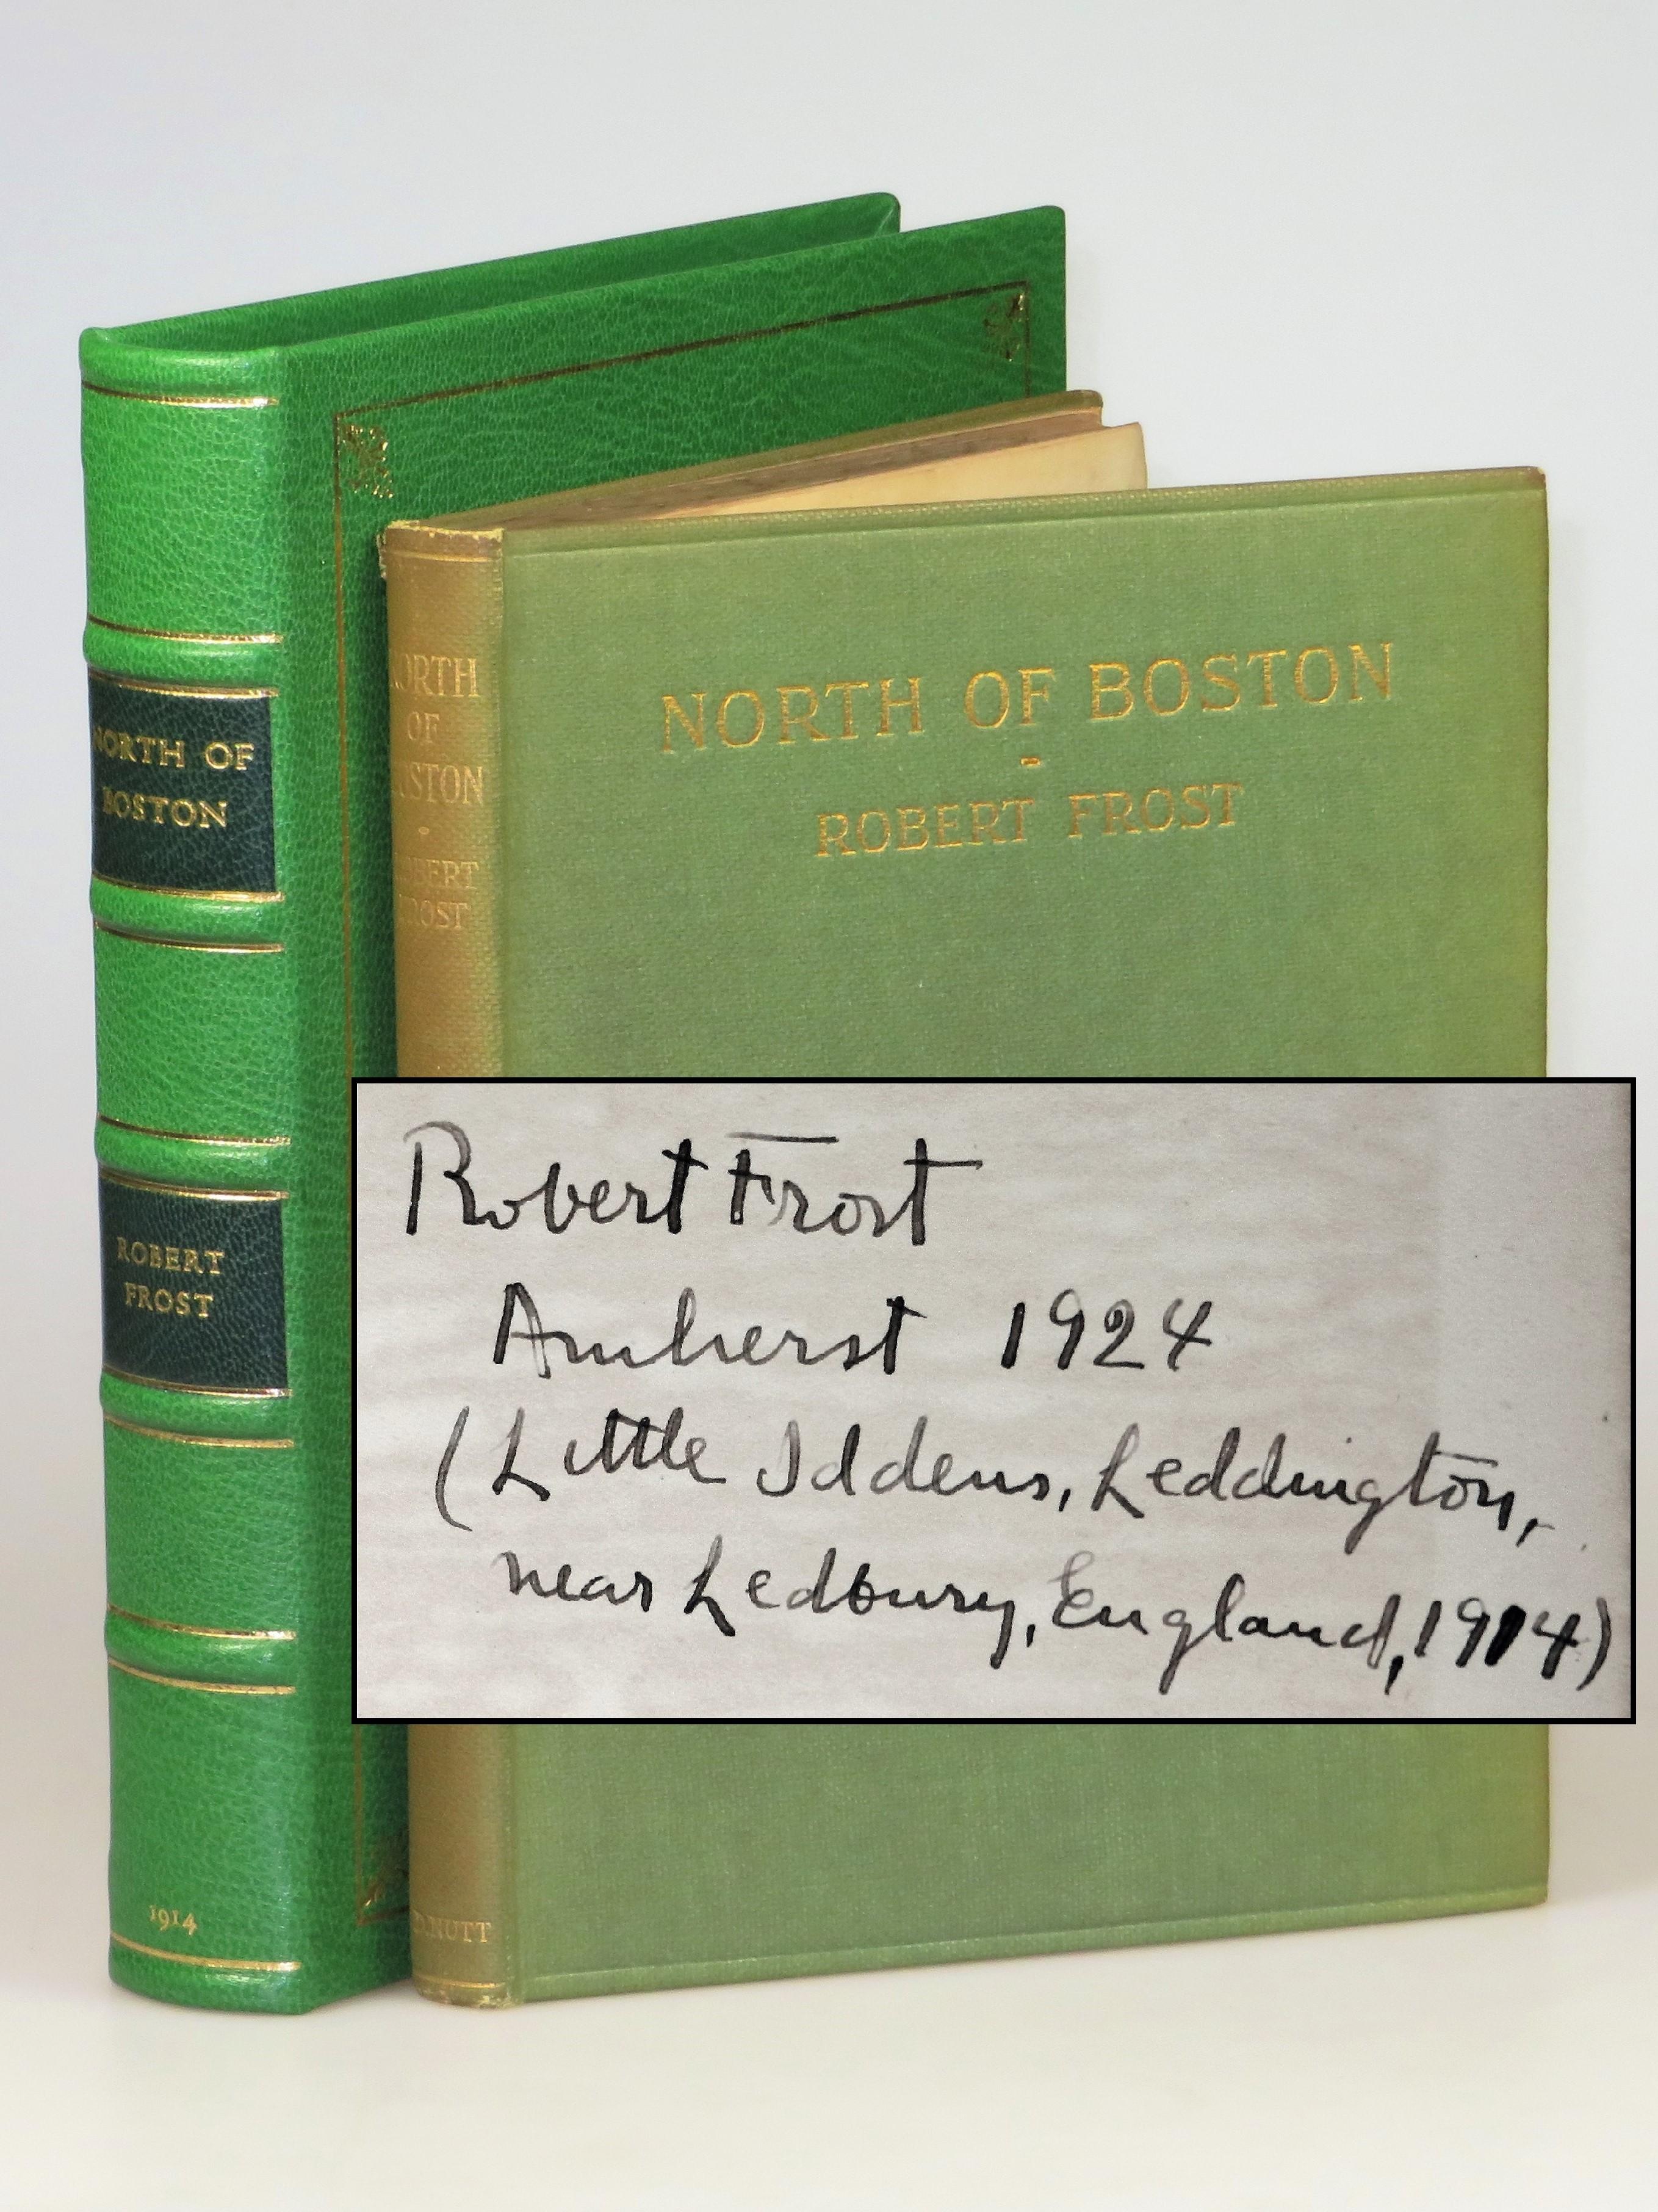 NORTH OF
BOSTON
ROBERT
FROST
1914
NORTH
OF
BOSTON
ROBERT
FROST
D.NUTT
NORTH OF BOSTON
-
ROBERT FROST
Robert Frost
Amherst 1924
(Little Iddens, Leddington,
near Ledbury, England, 1914)